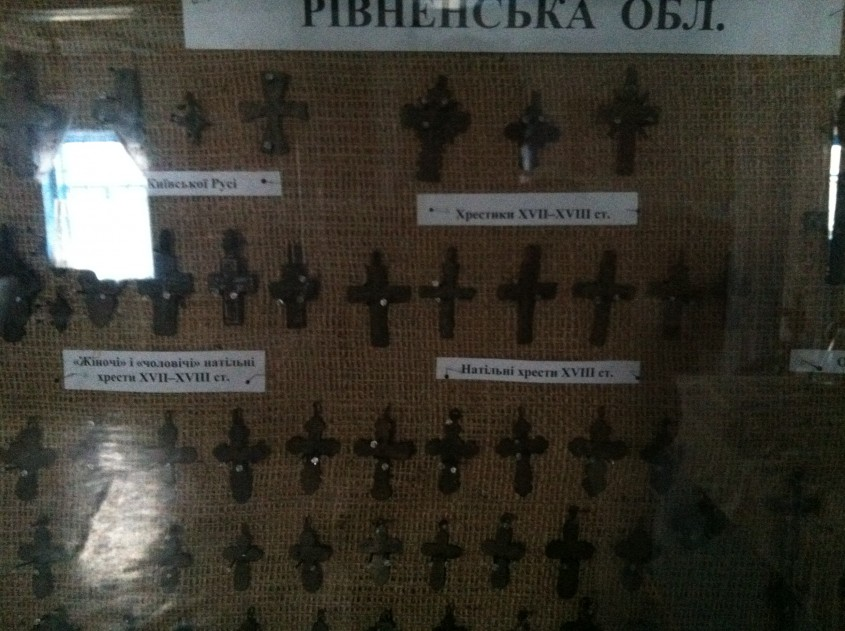 РІВНЕНСЬКА ОБЛ.
Київської Русі
Хрестики XVII–XVIII ст.
«Жіночі» і «чоловічі» натільні
хрести XVII–XVIII ст.
Натільні хрести XVIII ст.